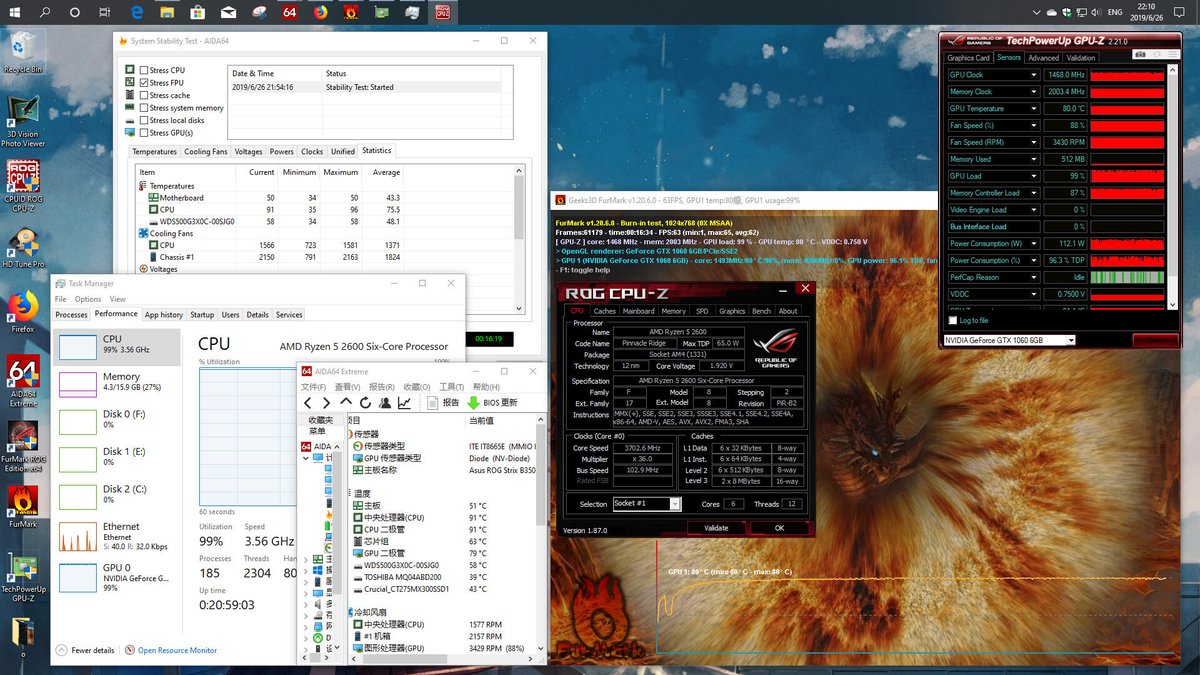 ENG
22:10
2019/6/26
Recycle Bin
3D Vision
Photo Viewer
CPUID ROG
CPU-Z
HD Tune Pro
Firefox
AIDA64
Extreme
FurMark ROG
Edition x64
FurMark
TechPowerUp
GPU-Z
System Stability Test - AIDA64
Stress CPU
Stress FPU
Stress cache
Stress system memory
Stress local disks
Stress GPU(s)
Date & Time Status
2019/6/26 21:54:16 Stability Test: Started
Temperatures Cooling Fans Voltages Powers Clocks Unified Statistics
Item Current Minimum Maximum Average
Temperatures
Motherboard 50 34 50 43.3
CPU 91 35 96 75.5
WDS500G3X0C-00SJG0 58 34 58 48.1
Cooling Fans
CPU 1566 723 1581 1371
Chassis #1 2150 791 2163 1824
Voltages
00:16:19
Task Manager
File Options View
Processes Performance App history Startup Users Details Services
CPU
99% 3.56 GHz
Memory
4.3/15.9 GB (27%)
Disk 0 (F:)
0%
Disk 1 (E:)
0%
Disk 2 (C:)
0%
Ethernet
Ethernet
S: 40.0 R: 32.0 Kbps
GPU 0
NVIDIA GeForce G...
99%
CPU AMD Ryzen 5 2600 Six-Core Processor
% Utilization 100%
60 seconds
Utilization Speed
99% 3.56 GHz
Processes Threads Han
185 2304 80
Up time
0:20:59:03
Fewer details Open Resource Monitor
AIDA64 Extreme
文件(F) 查看(V) 报告(R) 收藏(O) 工具(T) 帮助(H)
报告 BIOS 更新
收藏夹
菜单
AIDA
项目 当前值
传感器
传感器类型 ITE IT8665E (MMIO
GPU 传感器类型 Diode (NV-Diode)
主板名称 Asus ROG Strix B350
温度
主板 51 °C
中央处理器(CPU) 91 °C
CPU 二极管 91 °C
芯片组 63 °C
GPU 二极管 79 °C
WDS500G3X0C-00SJG0 58 °C
TOSHIBA MQ04ABD200 39 °C
Crucial_CT275MX300SSD1 43 °C
冷却风扇
中央处理器(CPU) 1577 RPM
#1 机箱 2157 RPM
图形处理器(GPU) 3429 RPM (88%)
Geeks3D FurMark v1.20.6.0 - 63FPS, GPU1 temp:80癈, GPU1 usage:99%
FurMark v1.20.6.0 - Burn-in test, 1024x768 (0X MSAA)
Frames:61179 - time:00:16:34 - FPS:63 (min:1, max:65, avg:62)
[ GPU-Z ] core: 1468 MHz - mem: 2003 MHz - GPU load: 99 % - GPU temp: 80 ° C - VDDC: 0.750 V
> OpenGL renderer: GeForce GTX 1060 6GB/PCIe/SSE2
> GPU 1 (NVIDIA GeForce GTX 1060 6GB) - core: 1493MHz/80 °C/98%, mem: 4006MHz/8%, GPU power: 96.1% TDP, fan
- F1: toggle help
GPU 1: 80° C (min: 50° C - max: 80° C)
FurMark
ROG CPU-Z
CPU Caches Mainboard Memory SPD Graphics Bench About
Processor
Name AMD Ryzen 5 2600
Code Name Pinnacle Ridge Max TDP 65.0 W
Package Socket AM4 (1331)
Technology 12 nm Core Voltage 1.920 V
REPUBLIC OF
GAMERS
Specification AMD Ryzen 5 2600 Six-Core Processor
Family F Model 8 Stepping 2
Ext. Family 17 Ext. Model 8 Revision PiR-B2
Instructions MMX(+), SSE, SSE2, SSE3, SSSE3, SSE4.1, SSE4.2, SSE4A,
x86-64, AMD-V, AES, AVX, AVX2, FMA3, SHA
Clocks (Core #0) Caches
Core Speed 3702.6 MHz L1 Data 6 x 32 KBytes 8-way
Multiplier x 36.0 L1 Inst. 6 x 64 KBytes 4-way
Bus Speed 102.9 MHz Level 2 6 x 512 KBytes 8-way
Rated FSB Level 3 2 x 8 MBytes 16-way
Selection Socket #1 Cores 6 Threads 12
Version 1.87.0 Validate OK
REPUBLIC OF
GAMERS
TechPowerUp GPU-Z 2.21.0
Graphics Card Sensors Advanced Validation
GPU Clock 1468.0 MHz
Memory Clock 2003.4 MHz
GPU Temperature 80.0 °C
Fan Speed (%) 88 %
Fan Speed (RPM) 3430 RPM
Memory Used 512 MB
GPU Load 99 %
Memory Controller Load 87 %
Video Engine Load 0 %
Bus Interface Load 0 %
Power Consumption (W) 112.1 W
Power Consumption (%) 96.3 % TDP
PerfCap Reason Idle
VDDC 0.7500 V
Log to file
NVIDIA GeForce GTX 1060 6GB